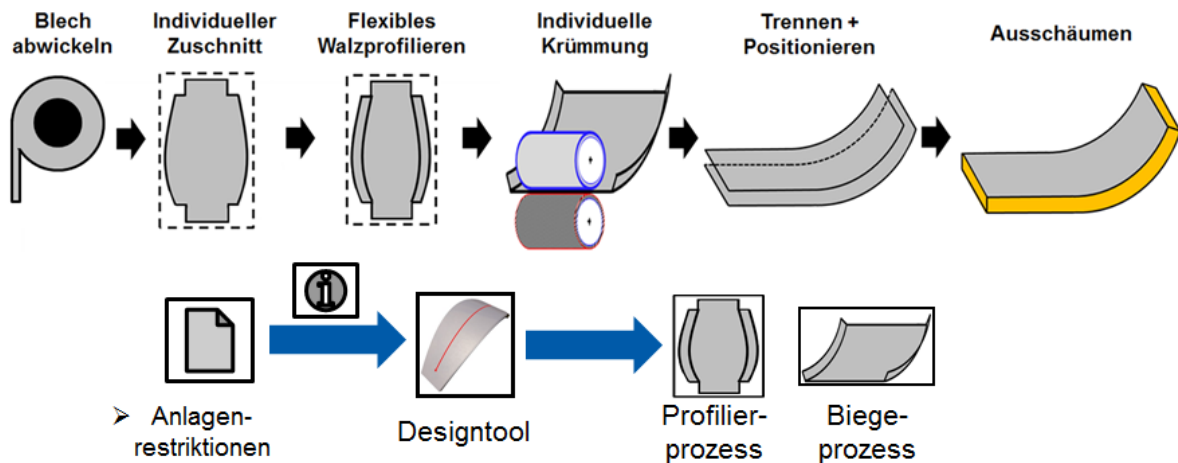 Blech
abwickeln
Individueller
Zuschnitt
Flexibles
Walzprofilieren
Individuelle
Krümmung
Trennen +
Positionieren
Ausschäumen
➢ Anlagen-
restriktionen
Designtool
Profilier-
prozess
Biege-
prozess